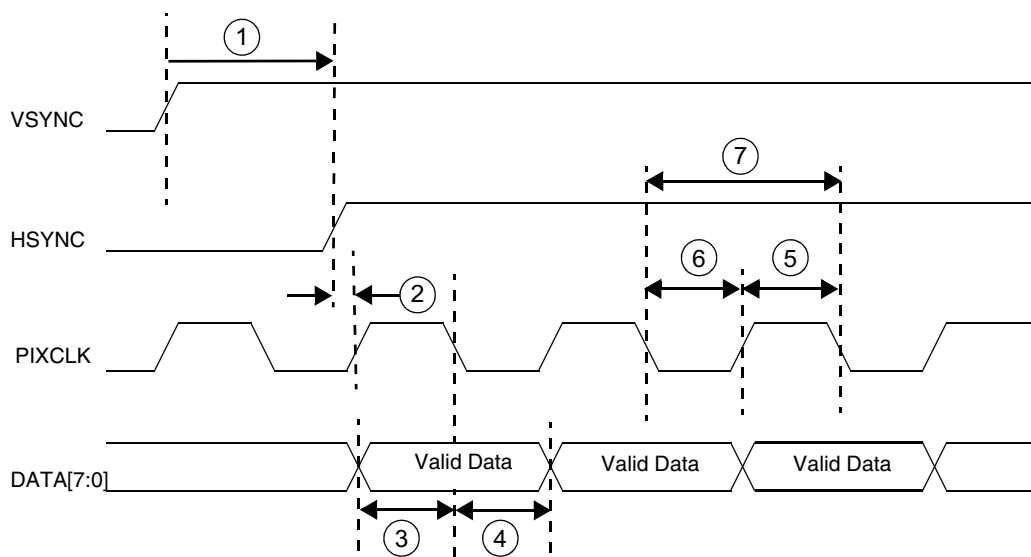 1
VSYNC
7
HSYNC
6
5
2
PIXCLK
DATA[7:0]
Valid Data
Valid Data
Valid Data
3
4